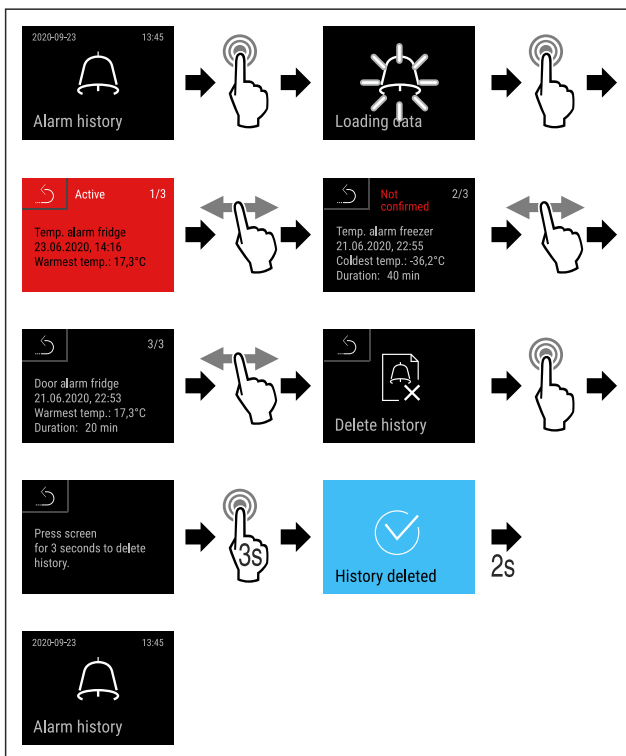 2020-09-23 13:45
Alarm history
Loading data
Active 1/3
Temp. alarm fridge
23.06.2020, 14:16
Warmest temp.: 17,3°C
Not 2/3
confirmed
Temp. alarm freezer
21.06.2020, 22:55
Coldest temp.: -36,2°C
Duration: 40 min
3/3
Door alarm fridge
21.06.2020, 22:53
Warmest temp.: 17,3°C
Duration: 20 min
Delete history
Press screen
for 3 seconds to delete
history.
3s
History deleted
2s
2020-09-23 13:45
Alarm history